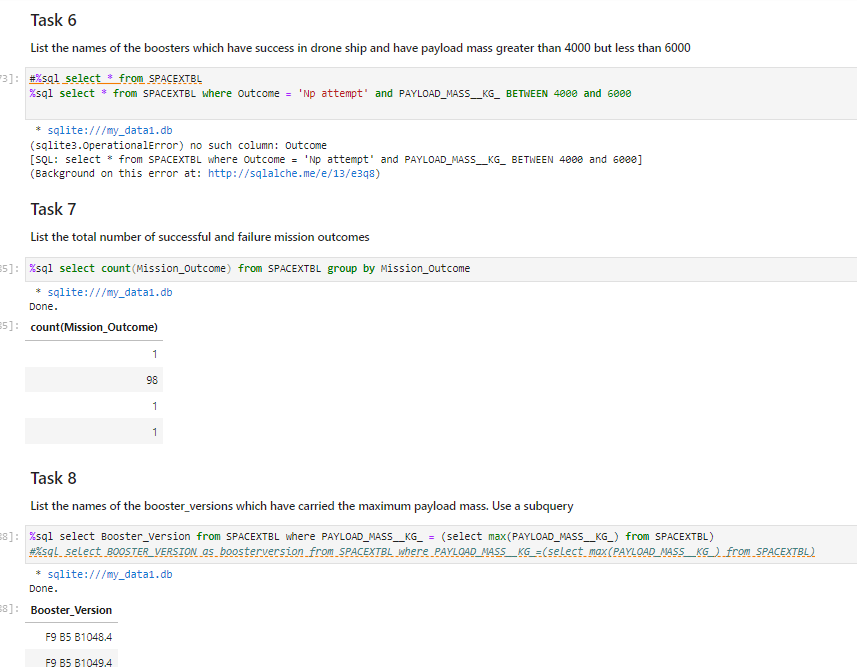 Task 6
List the names of the boosters which have success in drone ship and have payload mass greater than 4000 but less than 6000
#%sql select * from SPACEXTBL
%sql select * from SPACEXTBL where Outcome = 'Np attempt' and PAYLOAD_MASS__KG_ BETWEEN 4000 and 6000
* sqlite:///my_data1.db
(sqlite3.OperationalError) no such column: Outcome
[SQL: select * from SPACEXTBL where Outcome = 'Np attempt' and PAYLOAD_MASS__KG_ BETWEEN 4000 and 6000]
(Background on this error at: http://sqlalche.me/e/13/e3q8)
Task 7
List the total number of successful and failure mission outcomes
%sql select count(Mission_Outcome) from SPACEXTBL group by Mission_Outcome
* sqlite:///my_data1.db
Done.
count(Mission_Outcome)
1
98
1
1
Task 8
List the names of the booster_versions which have carried the maximum payload mass. Use a subquery
%sql select Booster_Version from SPACEXTBL where PAYLOAD_MASS__KG_ = (select max(PAYLOAD_MASS__KG_) from SPACEXTBL)
#%sql select BOOSTER_VERSION as boosterversion from SPACEXTBL where PAYLOAD_MASS__KG_=(select max(PAYLOAD_MASS__KG_) from SPACEXTBL)
* sqlite:///my_data1.db
Done.
Booster_Version
F9 B5 B1048.4
F9 B5 B1049.4